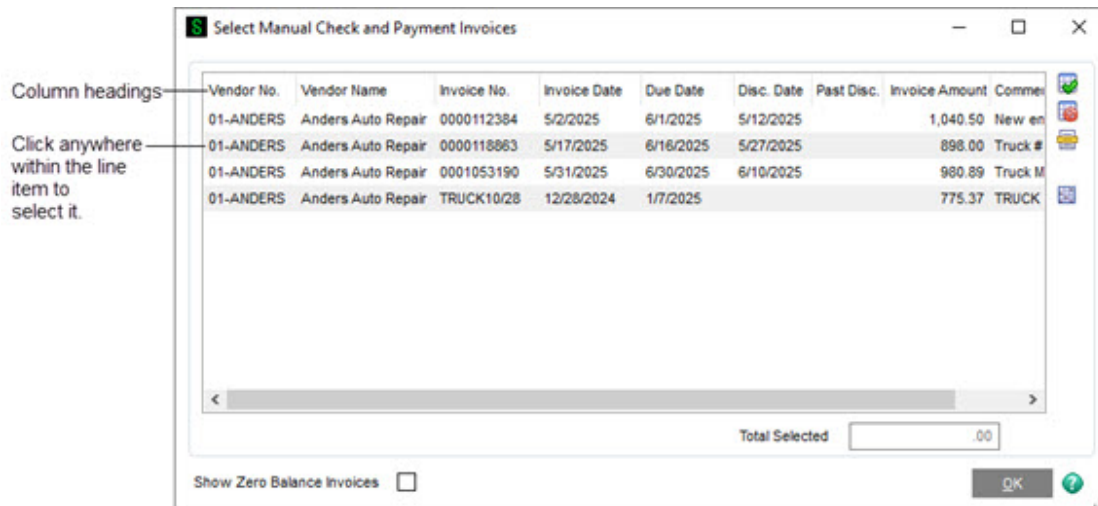 S Select Manual Check and Payment Invoices
Column headings
Vendor No. Vendor Name Invoice No. Invoice Date Due Date Disc. Date Past Disc. Invoice Amount Commei
01-ANDERS Anders Auto Repair 0000112384 5/2/2025 6/1/2025 5/12/2025 1,040.50 New en
Click anywhere
within the line
item to
select it.
01-ANDERS Anders Auto Repair 0000118863 5/17/2025 6/16/2025 5/27/2025 898.00 Truck #
01-ANDERS Anders Auto Repair 0001053190 5/31/2025 6/30/2025 6/10/2025 980.89 Truck M
01-ANDERS Anders Auto Repair TRUCK10/28 12/28/2024 1/7/2025 775.37 TRUCK
Total Selected .00
Show Zero Balance Invoices
OK ?